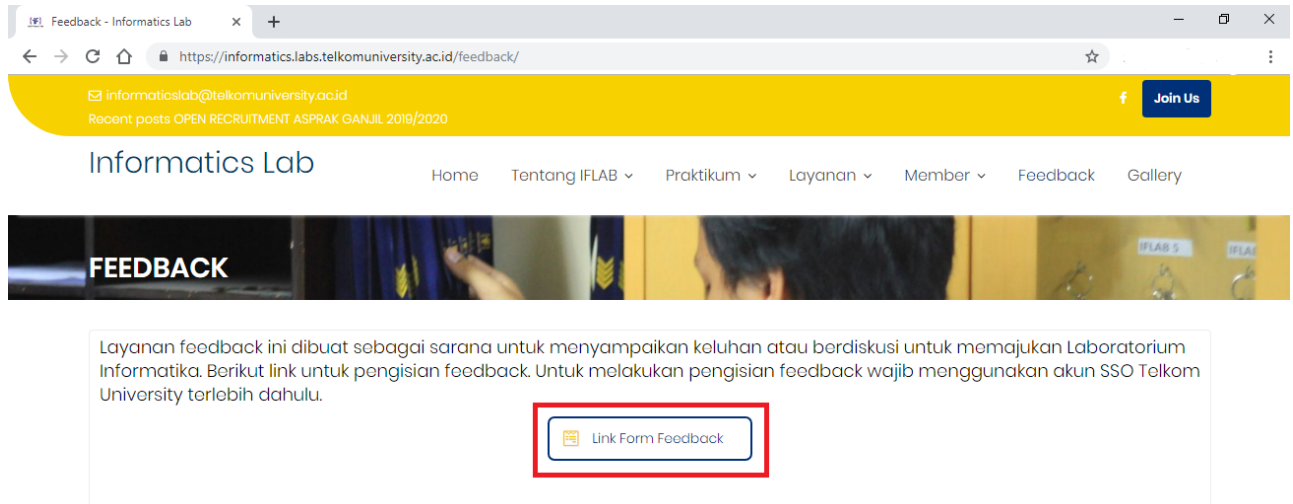 Feedback - Informatics Lab
https://informatics.labs.telkomuniversity.ac.id/feedback/
informaticslab@telkomuniversity.ac.id
Join Us
Recent posts OPEN RECRUITMENT ASPRAK GANJIL 2019/2020
Informatics Lab
Home Tentang IFLAB Praktikum Layanan Member Feedback Gallery
IFLAB 5
FEEDBACK
Layanan feedback ini dibuat sebagai sarana untuk menyampaikan keluhan atau berdiskusi untuk memajukan Laboratorium
Informatika. Berikut link untuk pengisian feedback. Untuk melakukan pengisian feedback wajib menggunakan akun SSO Telkom
University terlebih dahulu.
Link Form Feedback